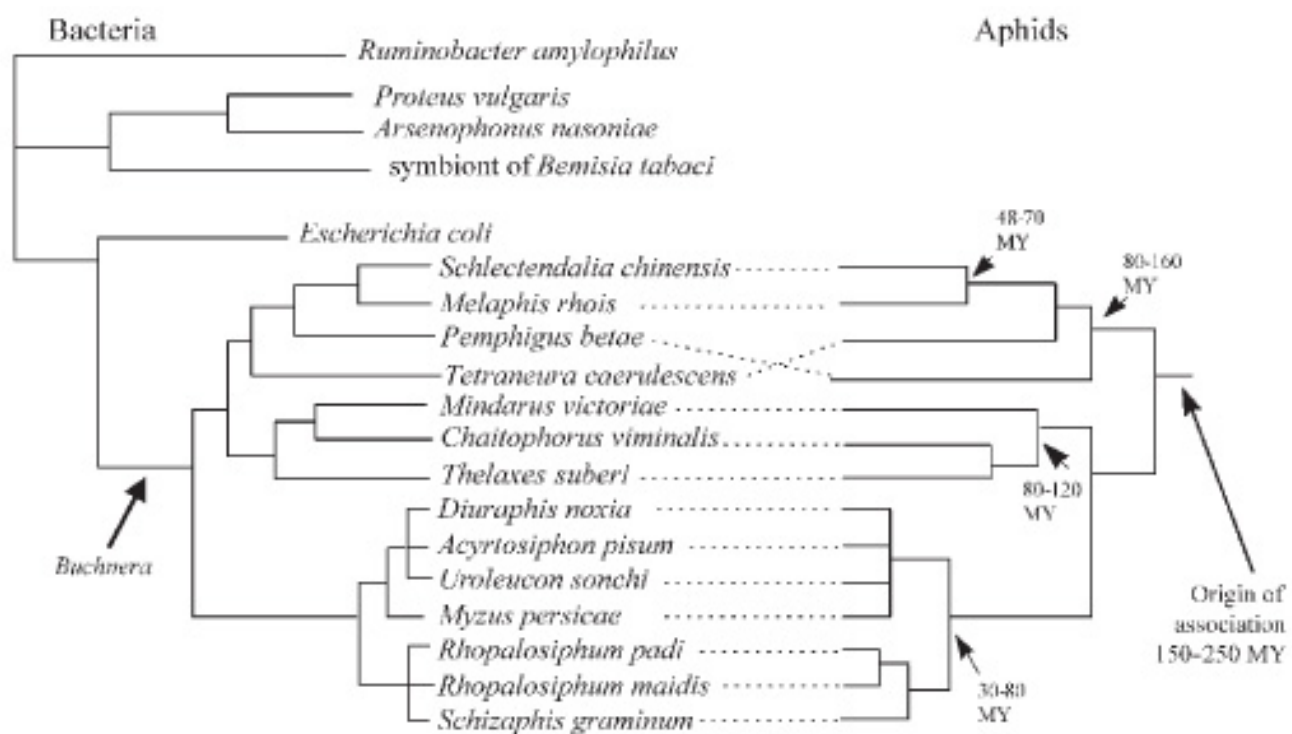 Bacteria
Aphids
Ruminobacter amylophilus
Proteus vulgaris
Arsenophonus nasoniae
symbiont of Bemisia tabaci
Escherichia coli
48-70
MY
Schlectendalia chinensis
80-160
MY
Melaphis rhois
Pemphigus betae
Tetraneura caerulescens
Mindarus victoriae
Chaitophorus viminalis
Thelaxes suberi
80-120
MY
Diuraphis noxia
Acyrtosiphon pisum
Buchnera
Uroleucon sonchi
Myzus persicae
Origin of
association
150-250 MY
Rhopalosiphum padi
Rhopalosiphum maidis
30-80
MY
Schizaphis graminum